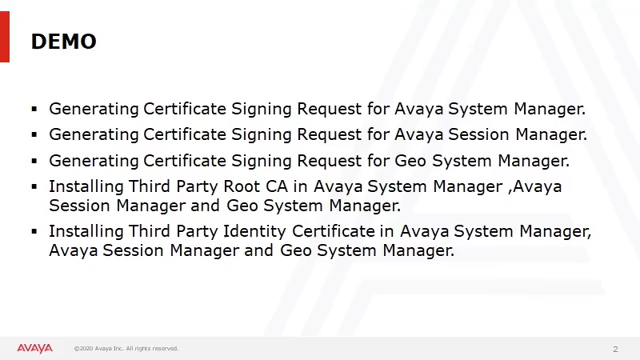 DEMO
▪ Generating Certificate Signing Request for Avaya System Manager.
▪ Generating Certificate Signing Request for Avaya Session Manager.
▪ Generating Certificate Signing Request for Geo System Manager.
▪ Installing Third Party Root CA in Avaya System Manager ,Avaya
Session Manager and Geo System Manager.
▪ Installing Third Party Identity Certificate in Avaya System Manager,
Avaya Session Manager and Geo System Manager.
AVAYA ©2020 Avaya Inc. All rights reserved. 2